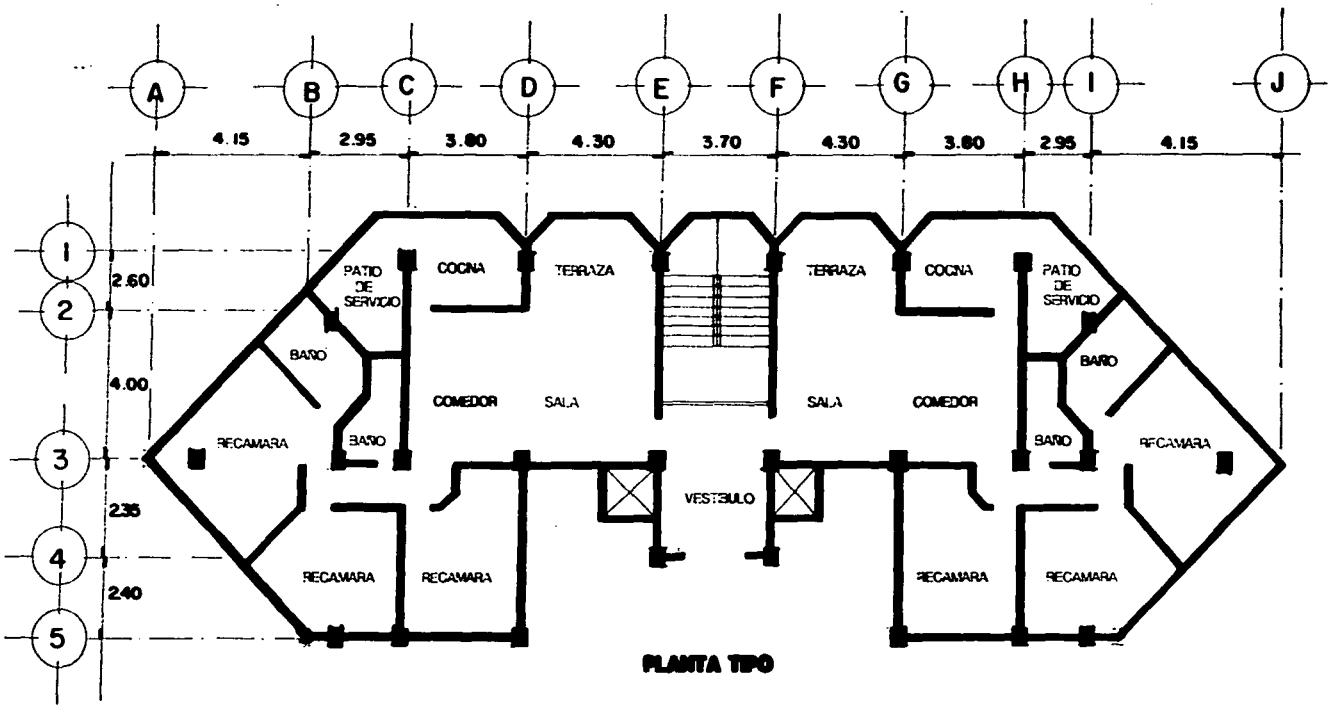 A B C D E F G H I J
4.15 2.95 3.80 4.30 3.70 4.30 3.80 2.95 4.15
1
2.60
2
4.00
3
2.35
4
2.40
5
PATIO
DE
SERVICIO
COCINA
TERRAZA
TERRAZA
COCINA
PATIO
DE
SERVICIO
BAÑO
BAÑO
COMEDOR
SALA
SALA
COMEDOR
RECAMARA
BAÑO
BAÑO
RECAMARA
VESTIBULO
RECAMARA
RECAMARA
RECAMARA
RECAMARA
PLANTA TIPO